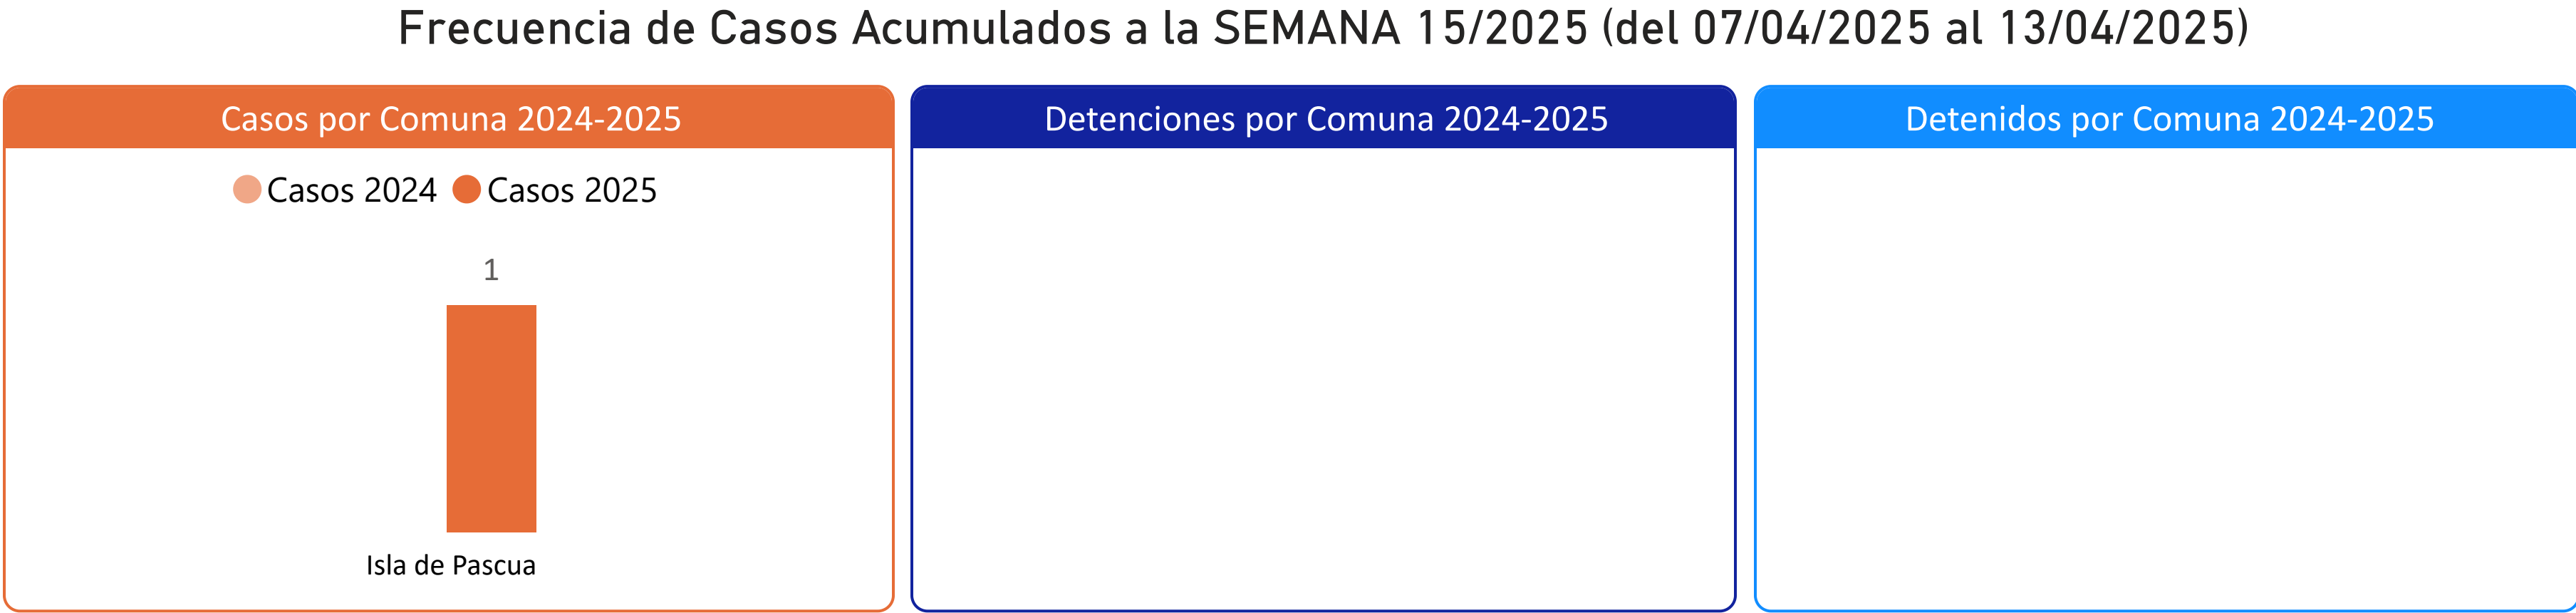 Frecuencia de Casos Acumulados a la SEMANA 15/2025 (del 07/04/2025 al 13/04/2025)
Casos por Comuna 2024-2025
Casos 2024 Casos 2025
1
Isla de Pascua
Detenciones por Comuna 2024-2025
Detenidos por Comuna 2024-2025